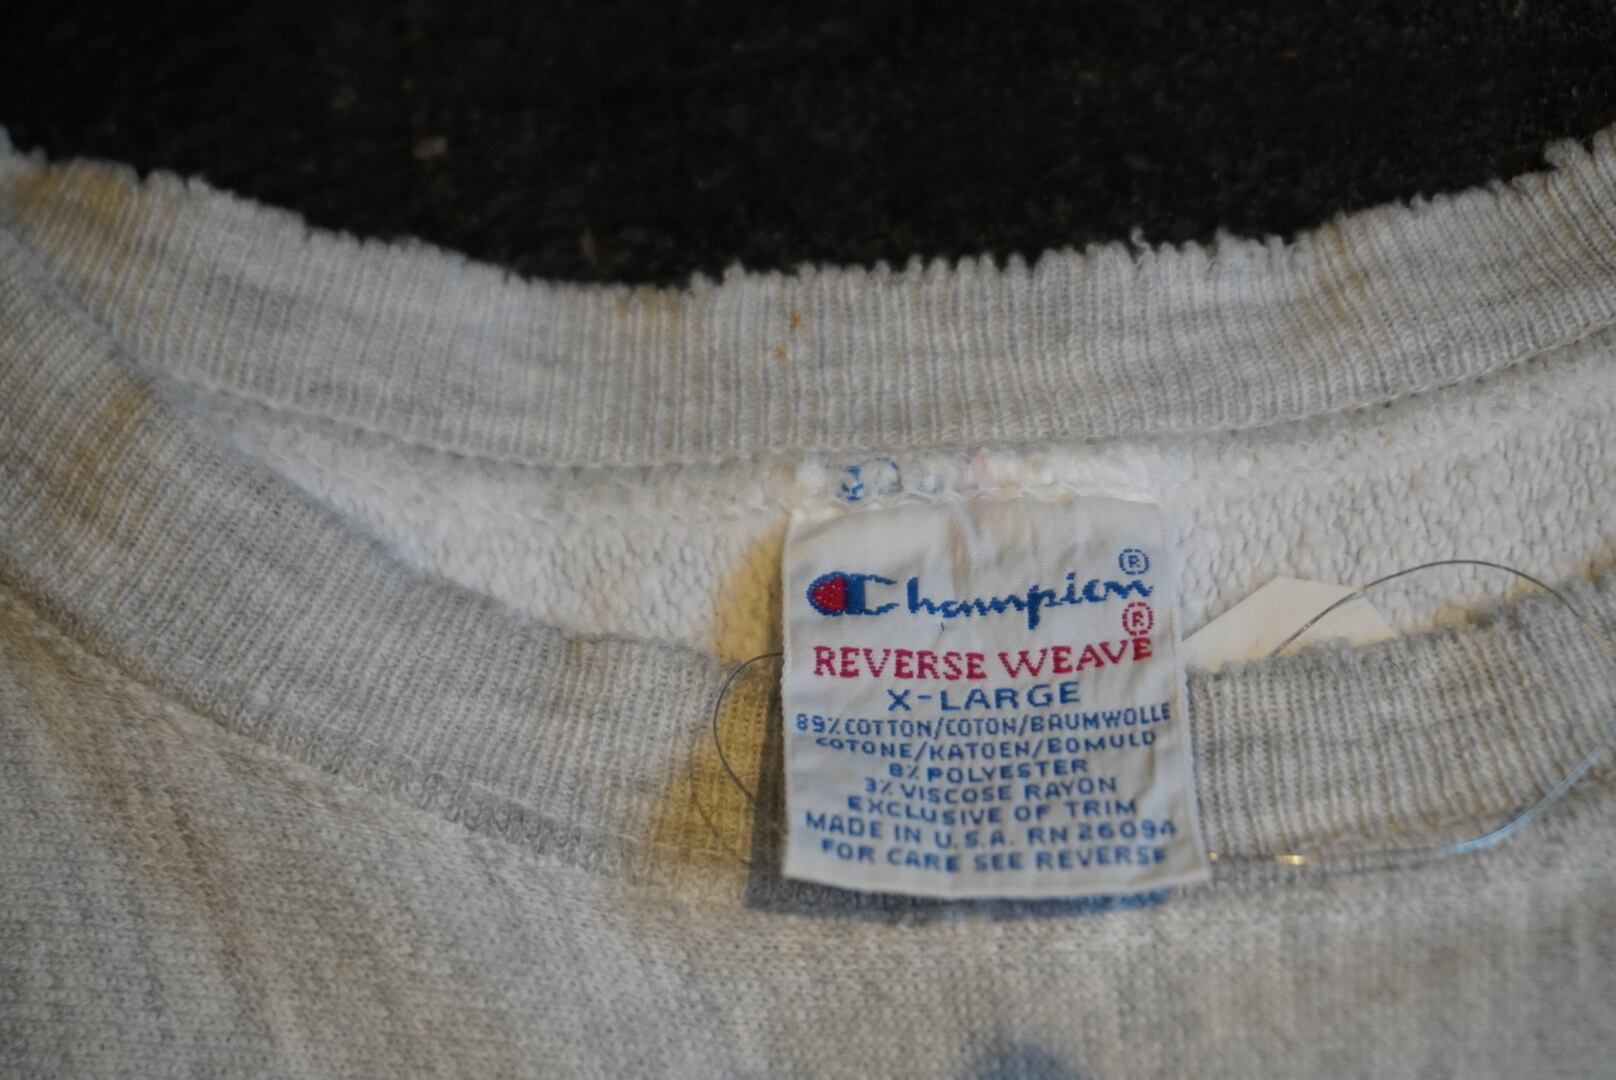 Champion®
REVERSE WEAVE®
X-LARGE
89% COTTON/COTON/BAUMWOLLE
COTONE/KATOEN/BOMULD
8% POLYESTER
3% VISCOSE RAYON
EXCLUSIVE OF TRIM
MADE IN U.S.A. RN 26094
FOR CARE SEE REVERSE